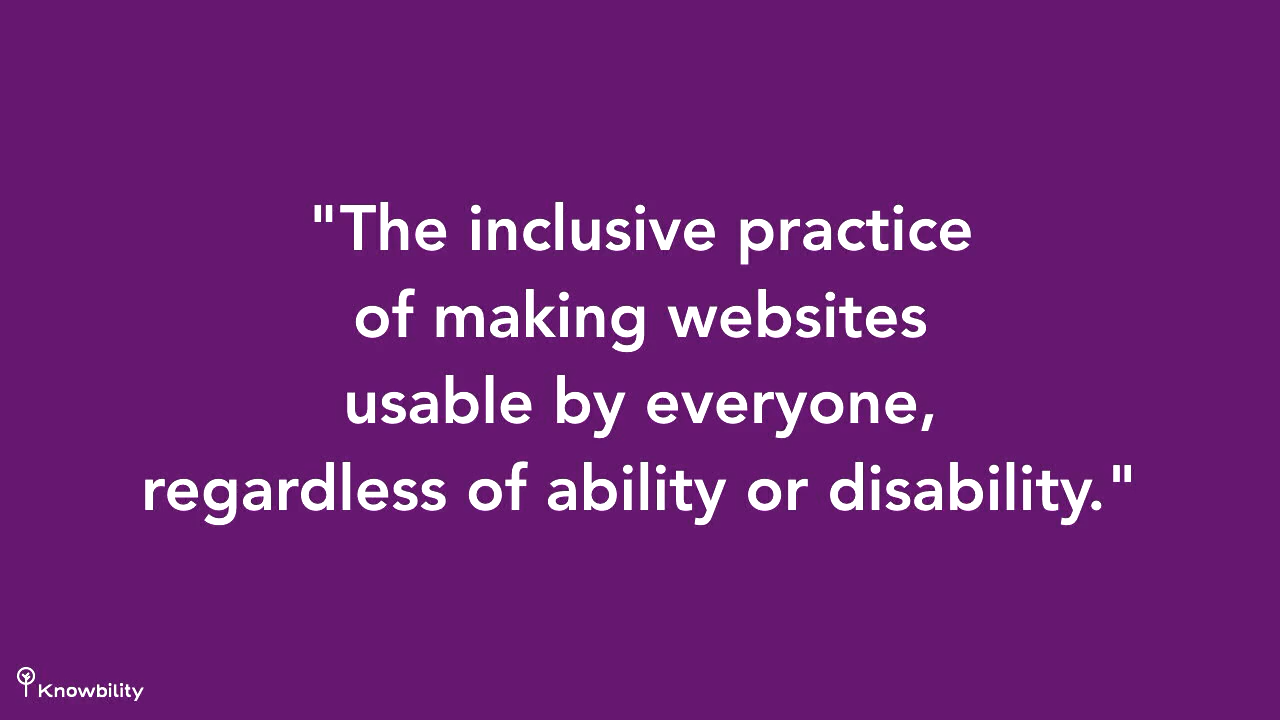 "The inclusive practice
of making websites
usable by everyone,
regardless of ability or disability."
Knowbility